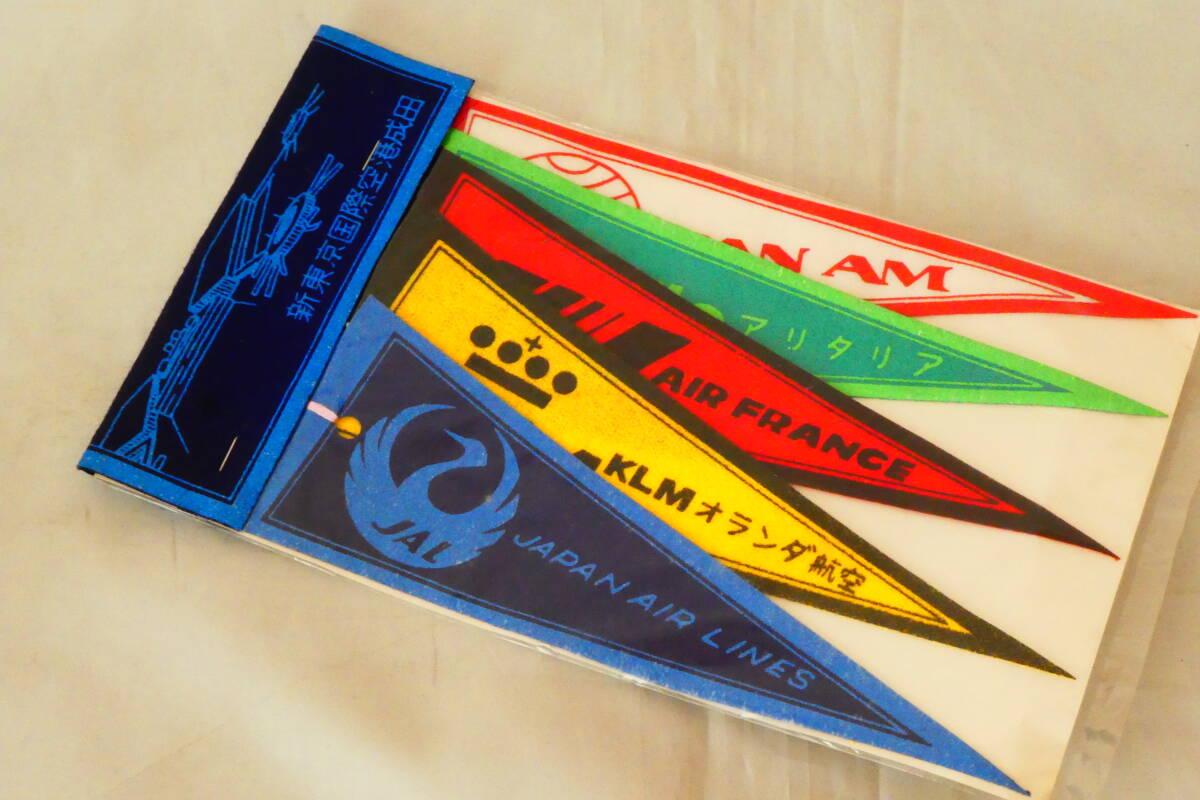 新東京国際空港成田
AN AM
アリタリア
AIR FRANCE
KLMオランダ航空
JAL
JAPAN AIR LINES